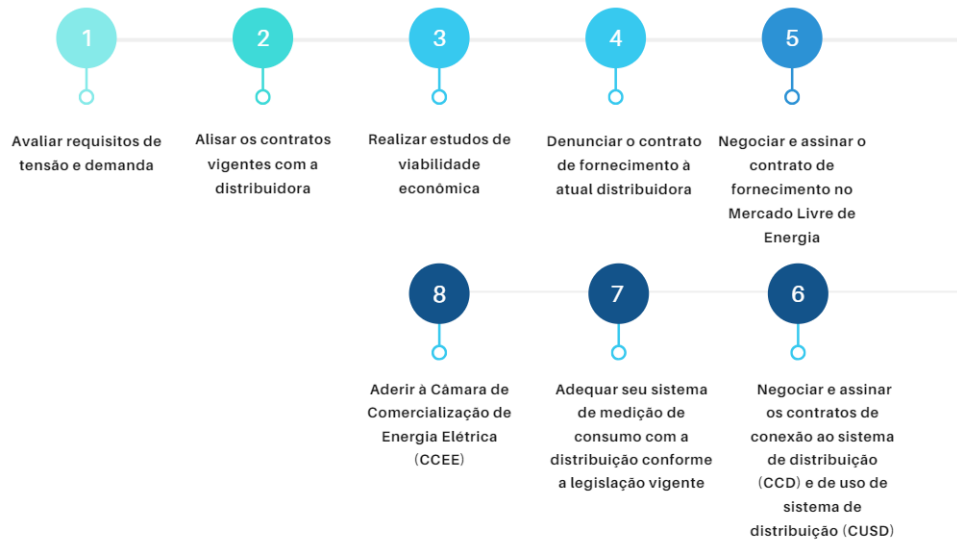 1
Avaliar requisitos de
tensão e demanda
2
Alisar os contratos
vigentes com a
distribuidora
3
Realizar estudos de
viabilidade
econômica
4
Denunciar o contrato
de fornecimento à
atual distribuidora
5
Negociar e assinar o
contrato de
fornecimento no
Mercado Livre de
Energia
6
Negociar e assinar
os contratos de
conexão ao sistema
de distribuição
(CCD) e de uso de
sistema de
distribuição (CUSD)
7
Adequar seu sistema
de medição de
consumo com a
distribuição conforme
a legislação vigente
8
Aderir à Câmara de
Comercialização de
Energia Elétrica
(CCEE)